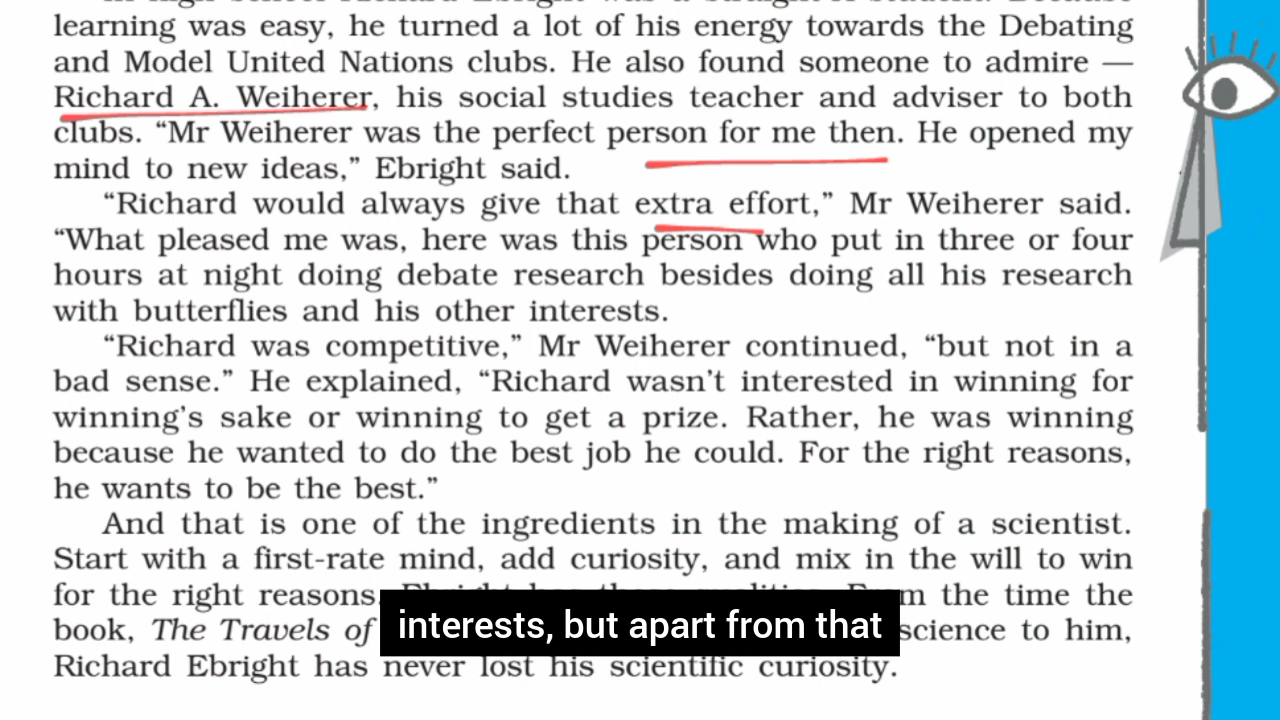 learning was easy, he turned a lot of his energy towards the Debating
and Model United Nations clubs. He also found someone to admire —
Richard A. Weiherer, his social studies teacher and adviser to both
clubs. “Mr Weiherer was the perfect person for me then. He opened my
mind to new ideas,” Ebright said.
“Richard would always give that extra effort,” Mr Weiherer said.
“What pleased me was, here was this person who put in three or four
hours at night doing debate research besides doing all his research
with butterflies and his other interests.
“Richard was competitive,” Mr Weiherer continued, “but not in a
bad sense.” He explained, “Richard wasn’t interested in winning for
winning’s sake or winning to get a prize. Rather, he was winning
because he wanted to do the best job he could. For the right reasons,
he wants to be the best.”
And that is one of the ingredients in the making of a scientist.
Start with a first-rate mind, add curiosity, and mix in the will to win
for the right reasons. the time the
book, The Travels of science to him,
interests, but apart from that
Richard Ebright has never lost his scientific curiosity.